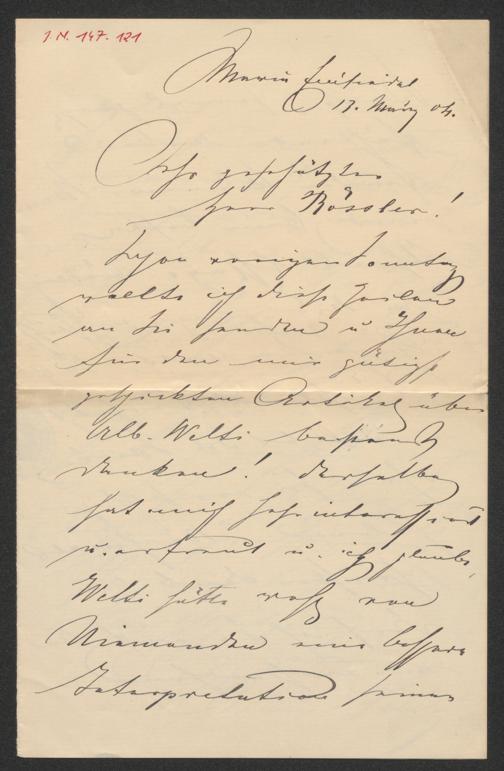 J.N. 147.121
Maria Einsiedel
17. März 04.
Sehr geschätzter
Herr Rössler!
Schon vorigen Sonntag
wollte ich diese Zeilen
an Sie senden u Ihnen
für den mir gütigst
geschickten Artikel über
Alb. Welti bestens
danken! Derselbe
hat mich sehr interessirt
u. erfreut u. ich glaube,
Welti hätte wohl von
Niemanden eine bessere
Interpretation seines